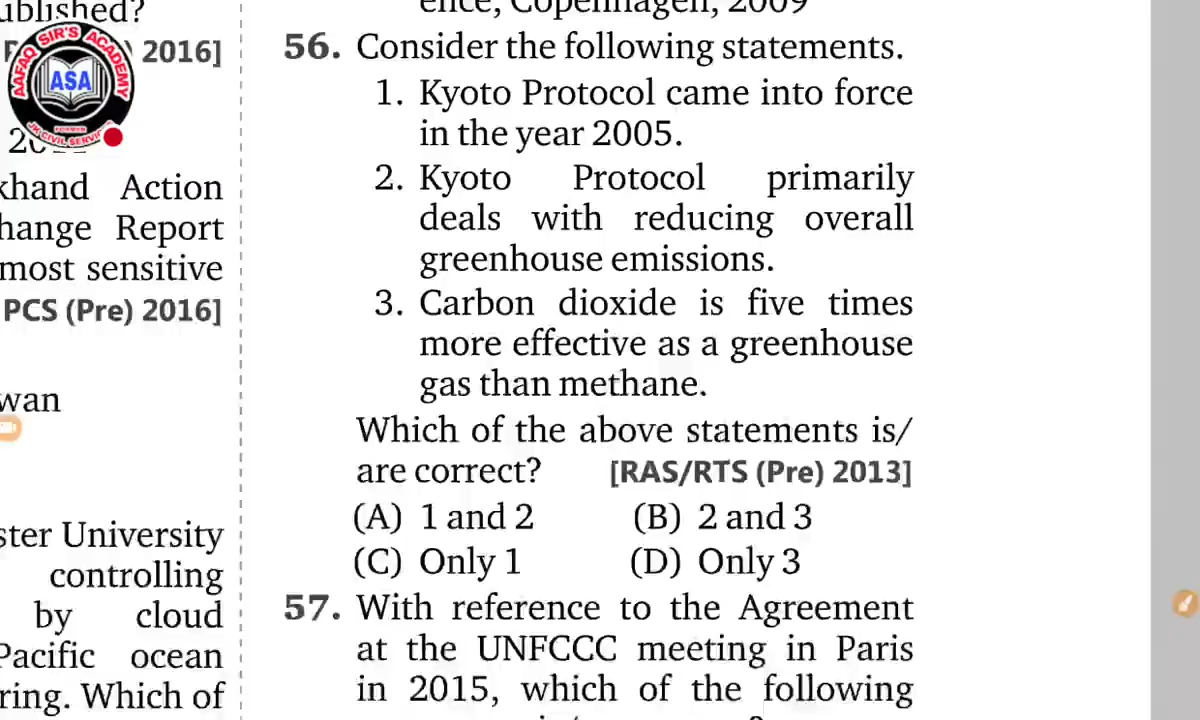 ublished?
2016]
AAFAQ SIR'S ACADEMY
ASA
khand Action
hange Report
most sensitive
PCS (Pre) 2016]
wan
ster University
controlling
by cloud
Pacific ocean
ring. Which of
ence, Copenhagen, 2009
56. Consider the following statements.
1. Kyoto Protocol came into force
in the year 2005.
2. Kyoto Protocol primarily
deals with reducing overall
greenhouse emissions.
3. Carbon dioxide is five times
more effective as a greenhouse
gas than methane.
Which of the above statements is/
are correct? [RAS/RTS (Pre) 2013]
(A) 1 and 2 (B) 2 and 3
(C) Only 1 (D) Only 3
57. With reference to the Agreement
at the UNFCCC meeting in Paris
in 2015, which of the following